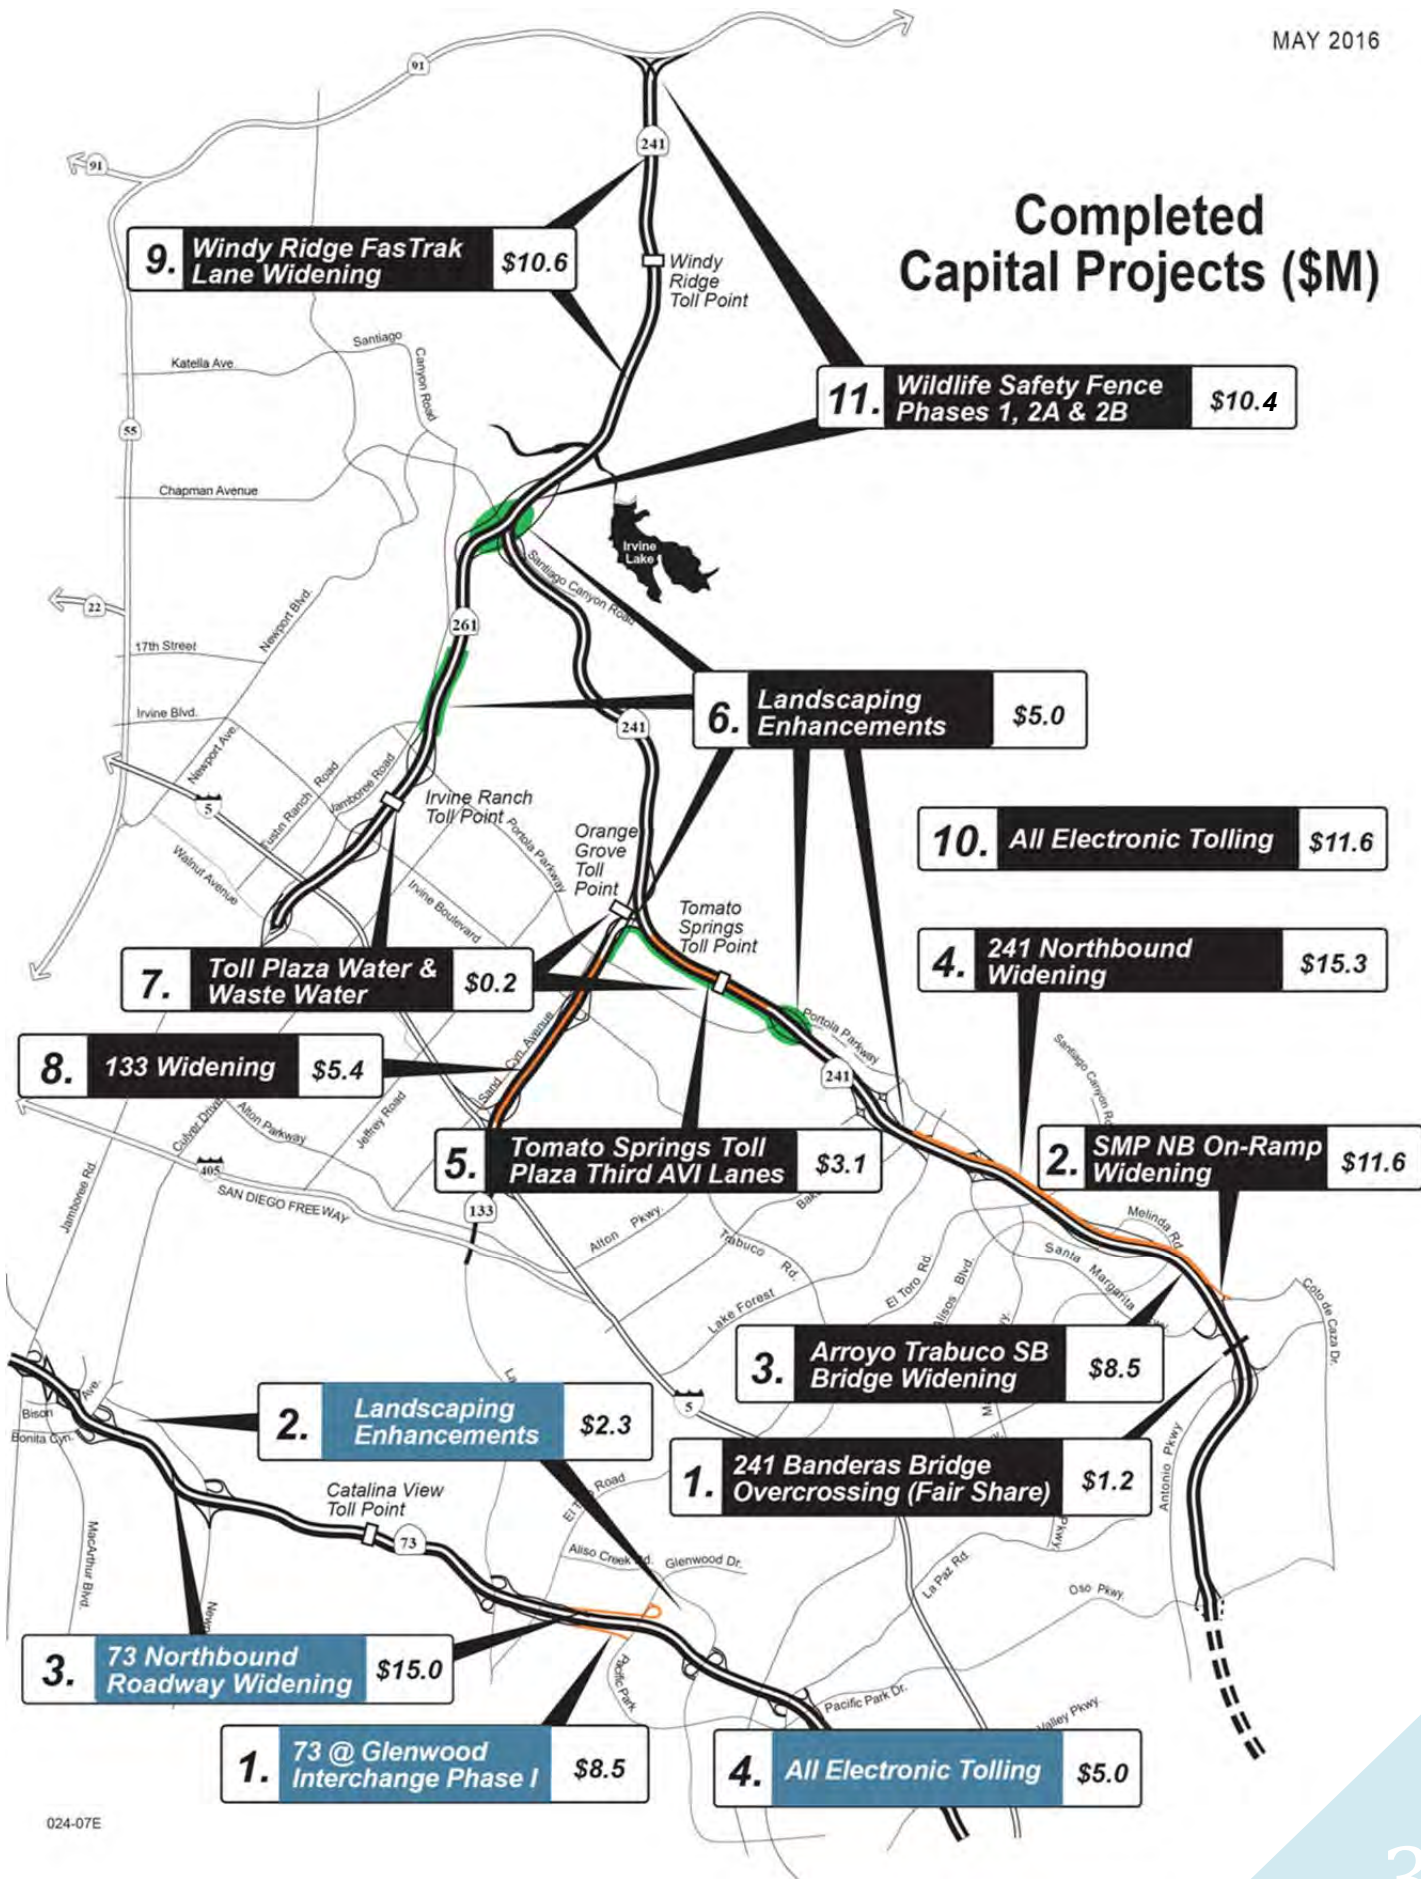 MAY 2016
Completed
Capital Projects ($M)
91
91
241
9. Windy Ridge FasTrak
Lane Widening
$10.6
Windy
Ridge
Toll Point
11. Wildlife Safety Fence
Phases 1, 2A & 2B
$10.4
Santiago
Canyon Road
Katella Ave.
55
Chapman Avenue
Irvine
Lake
Santiago Canyon Road
22
Newport Blvd.
261
17th Street
6. Landscaping
Enhancements
$5.0
Irvine Blvd.
241
Newport Ave.
5
Jamboree Road
Irvine Ranch
Toll Point
Portola Parkway
Walnut Avenue
Irvine Boulevard
Orange
Grove
Toll
Point
10. All Electronic Tolling
$11.6
Tomato
Springs
Toll Point
4. 241 Northbound
Widening
$15.3
7. Toll Plaza Water &
Waste Water
$0.2
Portola Parkway
8. 133 Widening
$5.4
Sand Cyn. Avenue
241
Alton Parkway
Culver Drive
Jeffrey Road
405
SAN DIEGO FREEWAY
Jamboree Rd.
5. Tomato Springs Toll
Plaza Third AVI Lanes
$3.1
2. SMP NB On-Ramp
Widening
$11.6
133
Alton Pkwy.
Trabuco Rd.
Melinda Rd.
Santa Margarita
El Toro Rd.
Lake Forest
Coto de Caza Dr.
3. Arroyo Trabuco SB
Bridge Widening
$8.5
5
Bison Ave.
Bonita Cyn.
2. Landscaping
Enhancements
$2.3
1. 241 Banderas Bridge
Overcrossing (Fair Share)
$1.2
Antonio Pkwy
Catalina View
Toll Point
73
MacArthur Blvd.
Aliso Creek Rd.
Glenwood Dr.
La Paz Rd.
Oso Pkwy.
3. 73 Northbound
Roadway Widening
$15.0
Pacific Park
Pacific Park Dr.
1. 73 @ Glenwood
Interchange Phase I
$8.5
4. All Electronic Tolling
$5.0
024-07E